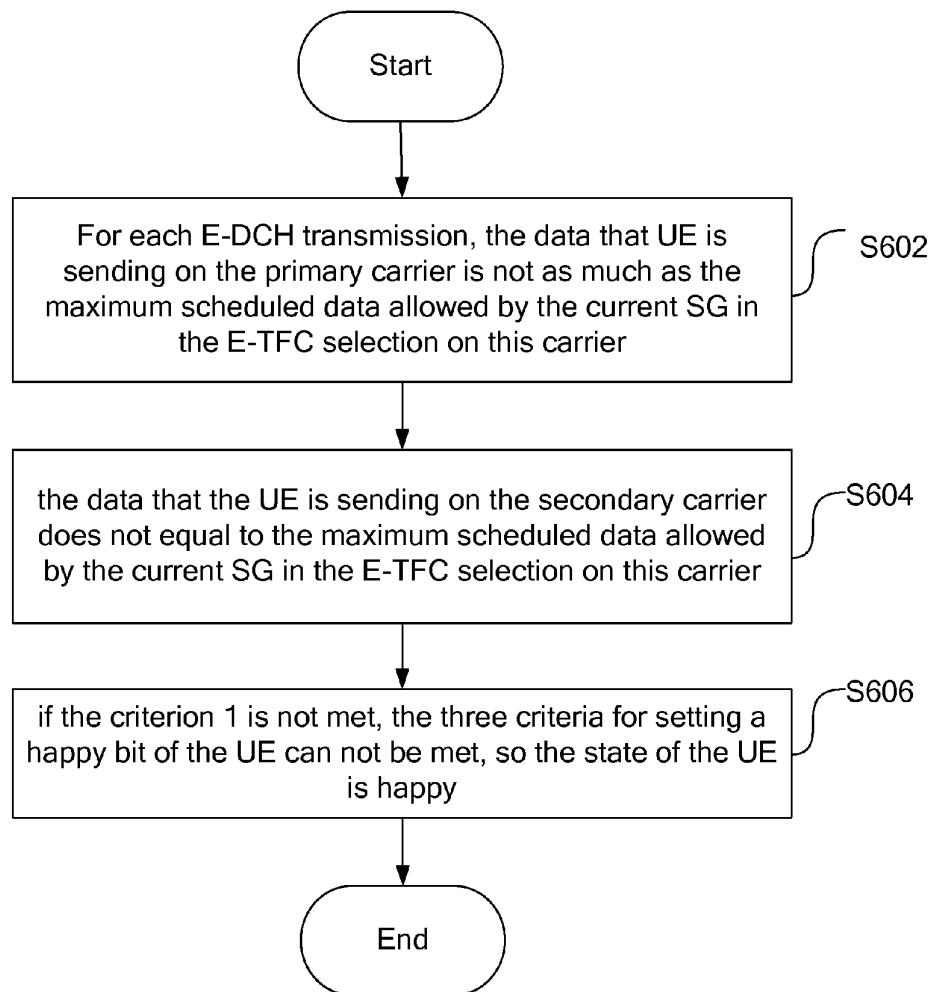 Start
For each E-DCH transmission, the data that UE is
sending on the primary carrier is not as much as the
maximum scheduled data allowed by the current SG in
the E-TFC selection on this carrier
S602
the data that the UE is sending on the secondary carrier
does not equal to the maximum scheduled data allowed
by the current SG in the E-TFC selection on this carrier
S604
if the criterion 1 is not met, the three criteria for setting a
happy bit of the UE can not be met, so the state of the UE
is happy
S606
End